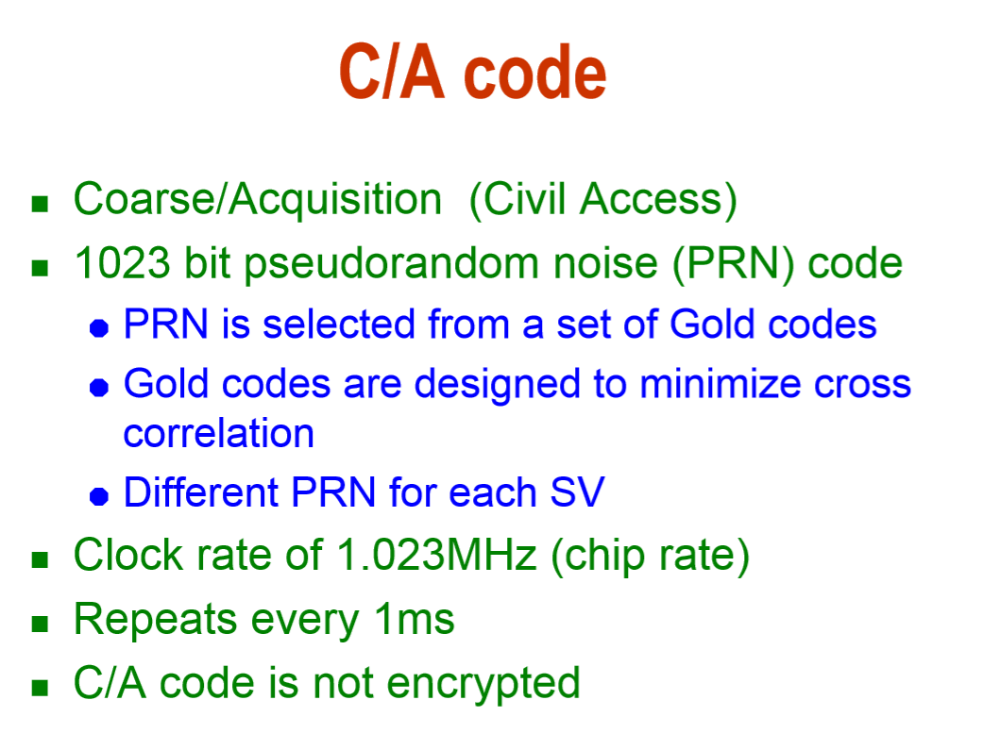 C/A code
Coarse/Acquisition  (Civil Access)
1023 bit pseudorandom noise (PRN) code
PRN is selected from a set of Gold codes
Gold codes are designed to minimize cross
correlation
Different PRN for each SV
Clock rate of 1.023MHz (chip rate)
Repeats every 1ms
C/A code is not encrypted